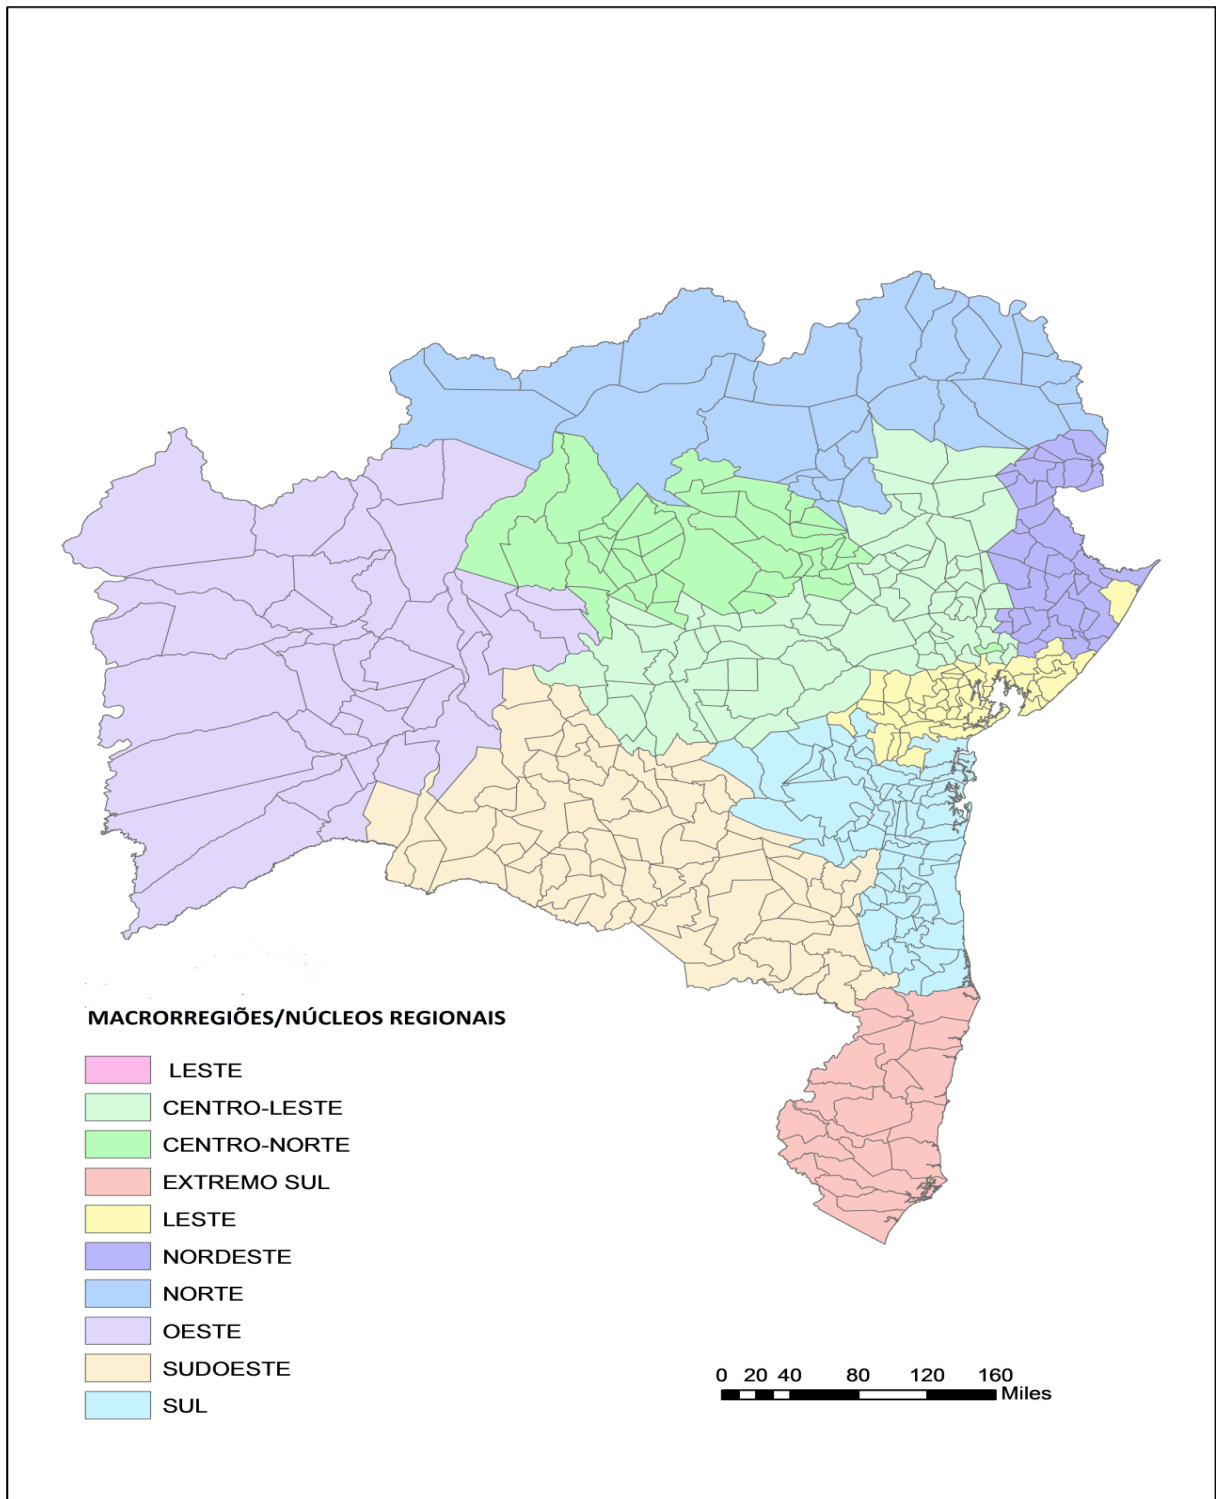 MACRORREGIÕES/NÚCLEOS REGIONAIS
LESTE
CENTRO-LESTE
CENTRO-NORTE
EXTREMO SUL
LESTE
NORDESTE
NORTE
OESTE
SUDOESTE
SUL
0 20 40 80 120 160
Miles